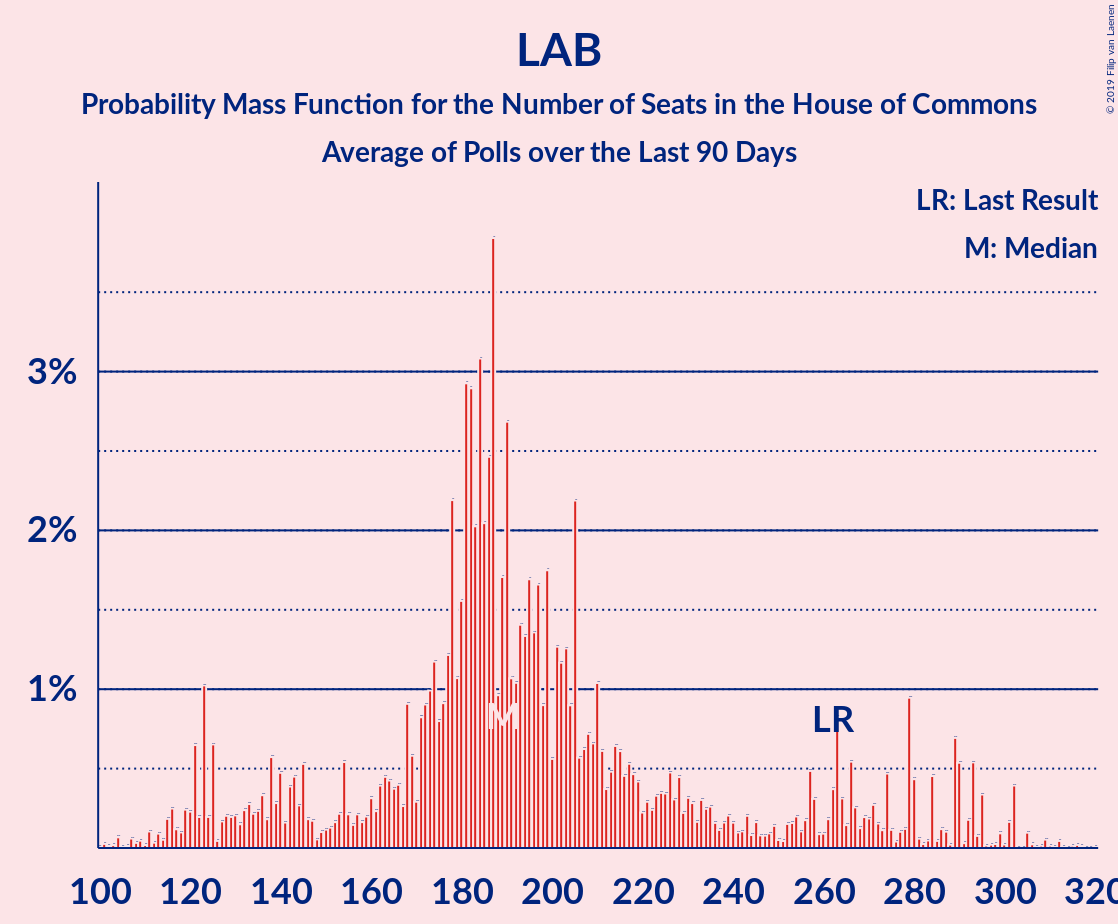 LAB
Probability Mass Function for the Number of Seats in the House of Commons
Average of Polls over the Last 90 Days
© 2019 Filip van Laenen
LR: Last Result
M: Median
3%
2%
1%
M
LR
100 120 140 160 180 200 220 240 260 280 300 320